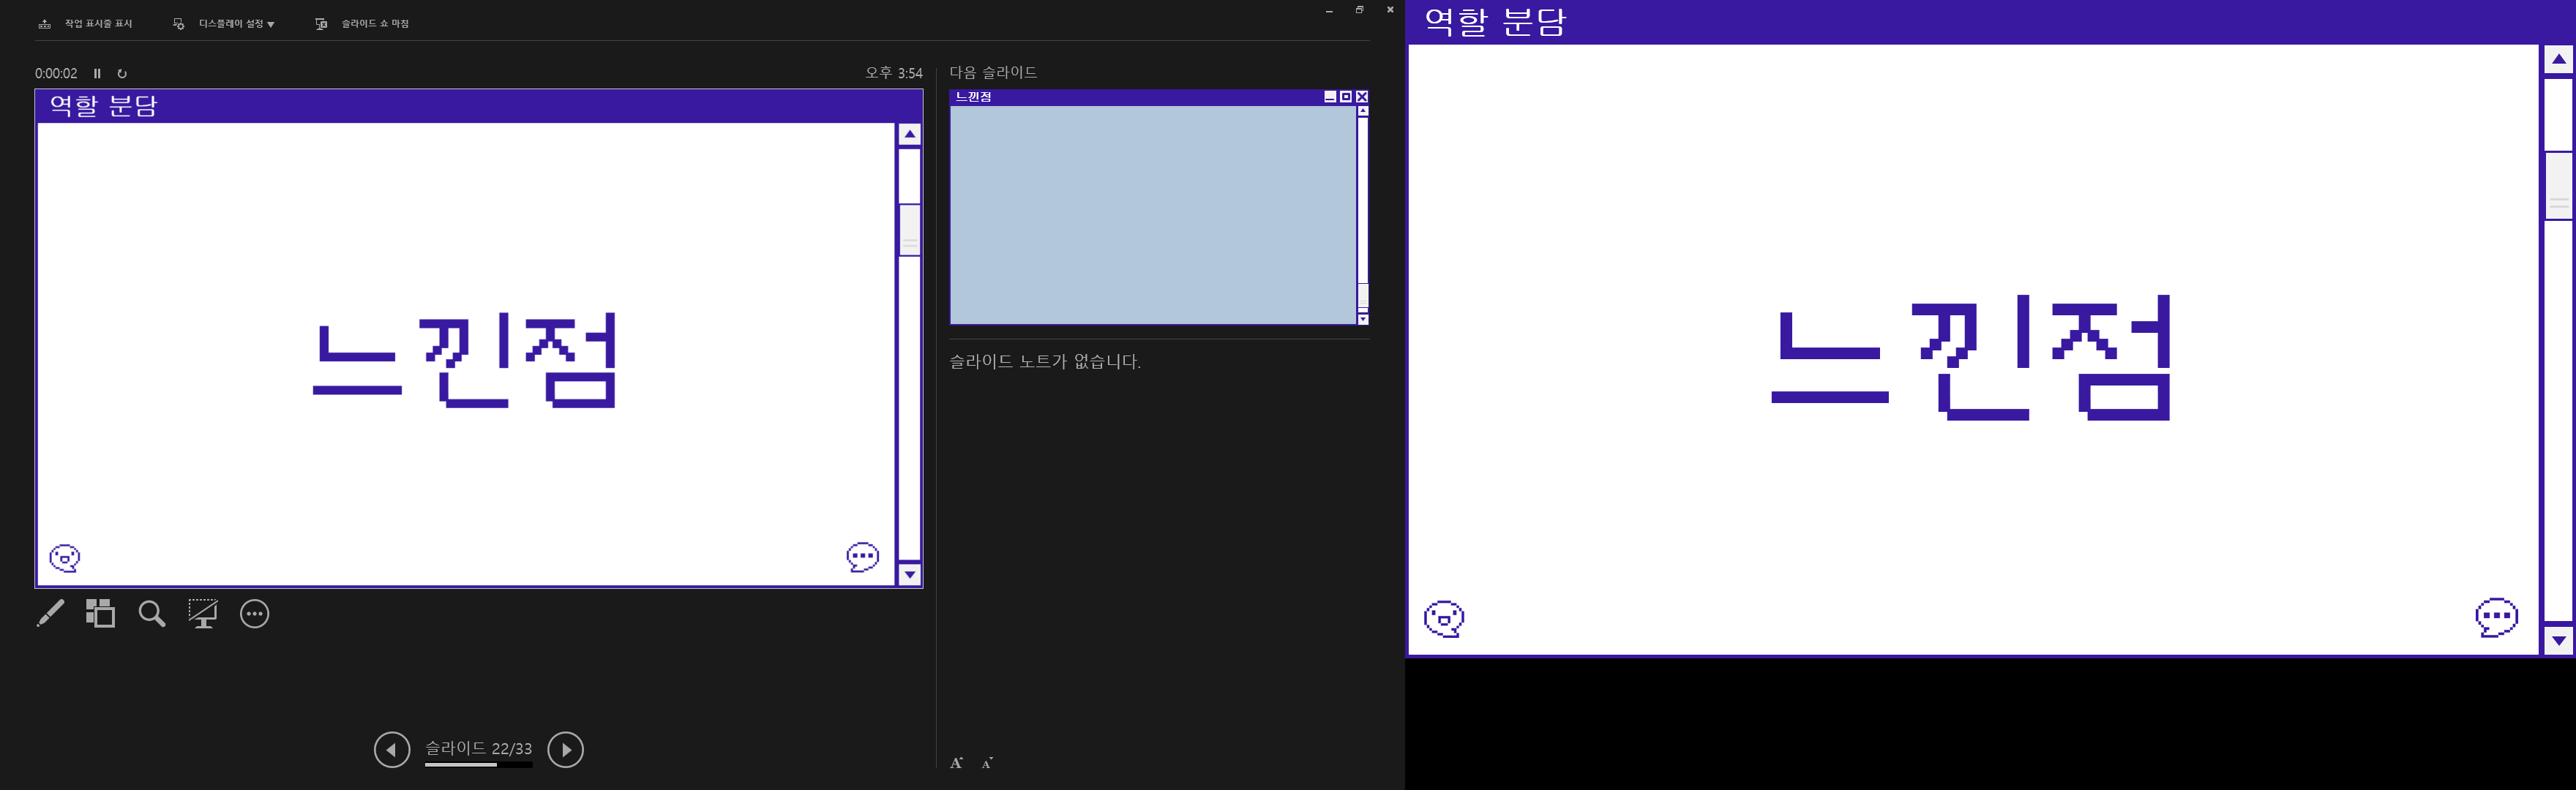 작업 표시줄 표시
디스플레이 설정 ▼
슬라이드 쇼 마침
0:00:02
오후 3:54
역할 분담
느낀점
슬라이드 22/33
다음 슬라이드
느낀점
슬라이드 노트가 없습니다.
A
A
역할 분담
느낀점